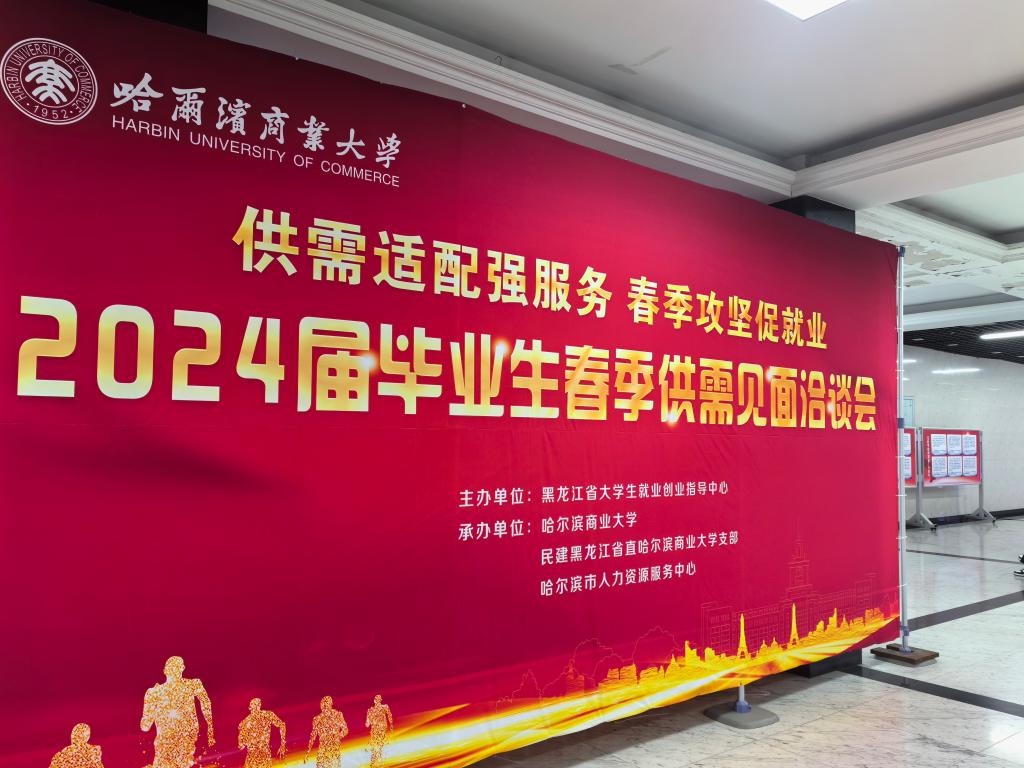 HARBIN UNIVERSITY OF COMMERCE
·1952·
哈爾濱商業大学
HARBIN UNIVERSITY OF COMMERCE
供需适配强服务 春季攻坚促就业
2024届毕业生春季供需见面洽谈会
主办单位：黑龙江省大学生就业创业指导中心
承办单位：哈尔滨商业大学
民建黑龙江省直哈尔滨商业大学支部
哈尔滨市人力资源服务中心